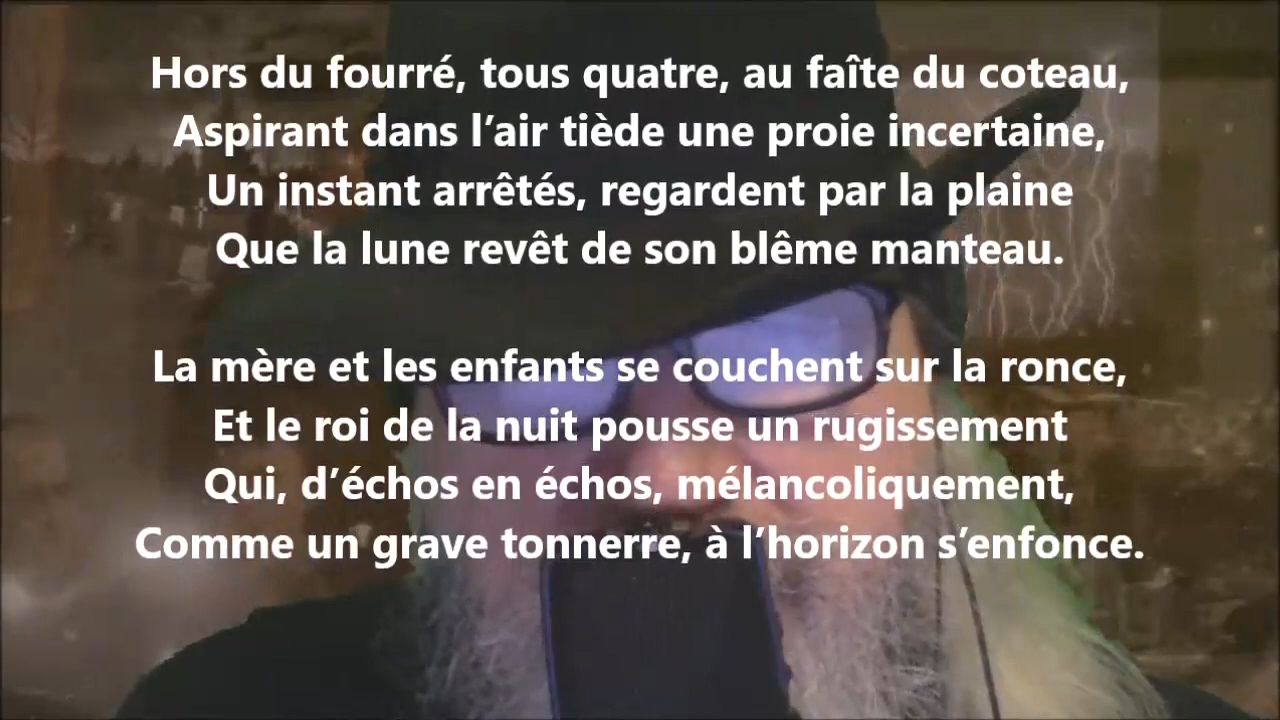 Hors du fourré, tous quatre, au faîte du coteau,
Aspirant dans l’air tiède une proie incertaine,
Un instant arrêtés, regardent par la plaine
Que la lune revêt de son blême manteau.
La mère et les enfants se couchent sur la ronce,
Et le roi de la nuit pousse un rugissement
Qui, d’échos en échos, mélancoliquement,
Comme un grave tonnerre, à l’horizon s’enfonce.